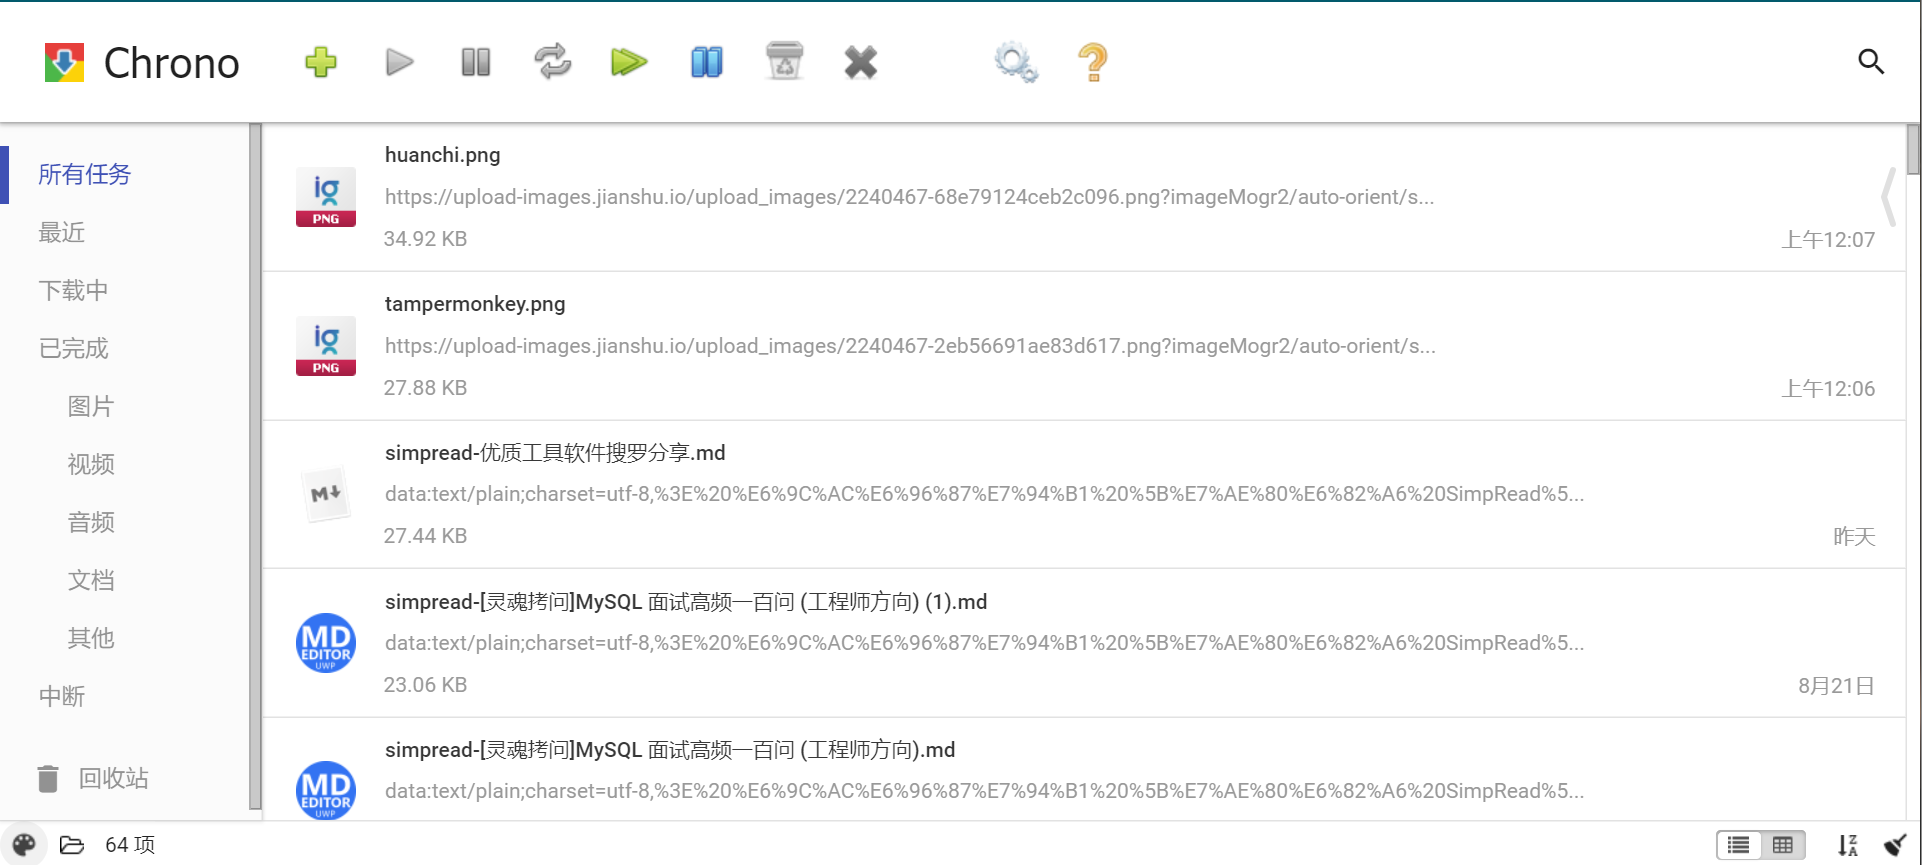 Chrono
所有任务
最近
下载中
已完成
图片
视频
音频
文档
其他
中断
回收站
huanchi.png
https://upload-images.jianshu.io/upload_images/2240467-68e79124ceb2c096.png?imageMogr2/auto-orient/s...
34.92 KB
上午12:07
ig
PNG
tampermonkey.png
https://upload-images.jianshu.io/upload_images/2240467-2eb56691ae83d617.png?imageMogr2/auto-orient/s...
27.88 KB
上午12:06
ig
PNG
simpread-优质工具软件搜罗分享.md
data:text/plain;charset=utf-8,%3E%20%E6%9C%AC%E6%96%87%E7%94%B1%20%5B%E7%AE%80%E6%82%A6%20SimpRead%5...
27.44 KB
昨天
M
simpread-[灵魂拷问]MySQL 面试高频一百问 (工程师方向) (1).md
data:text/plain;charset=utf-8,%3E%20%E6%9C%AC%E6%96%87%E7%94%B1%20%5B%E7%AE%80%E6%82%A6%20SimpRead%5...
23.06 KB
8月21日
MD
EDITOR
UWP
simpread-[灵魂拷问]MySQL 面试高频一百问 (工程师方向).md
data:text/plain;charset=utf-8,%3E%20%E6%9C%AC%E6%96%87%E7%94%B1%20%5B%E7%AE%80%E6%82%A6%20SimpRead%5...
MD
EDITOR
UWP
64 项
Z
A